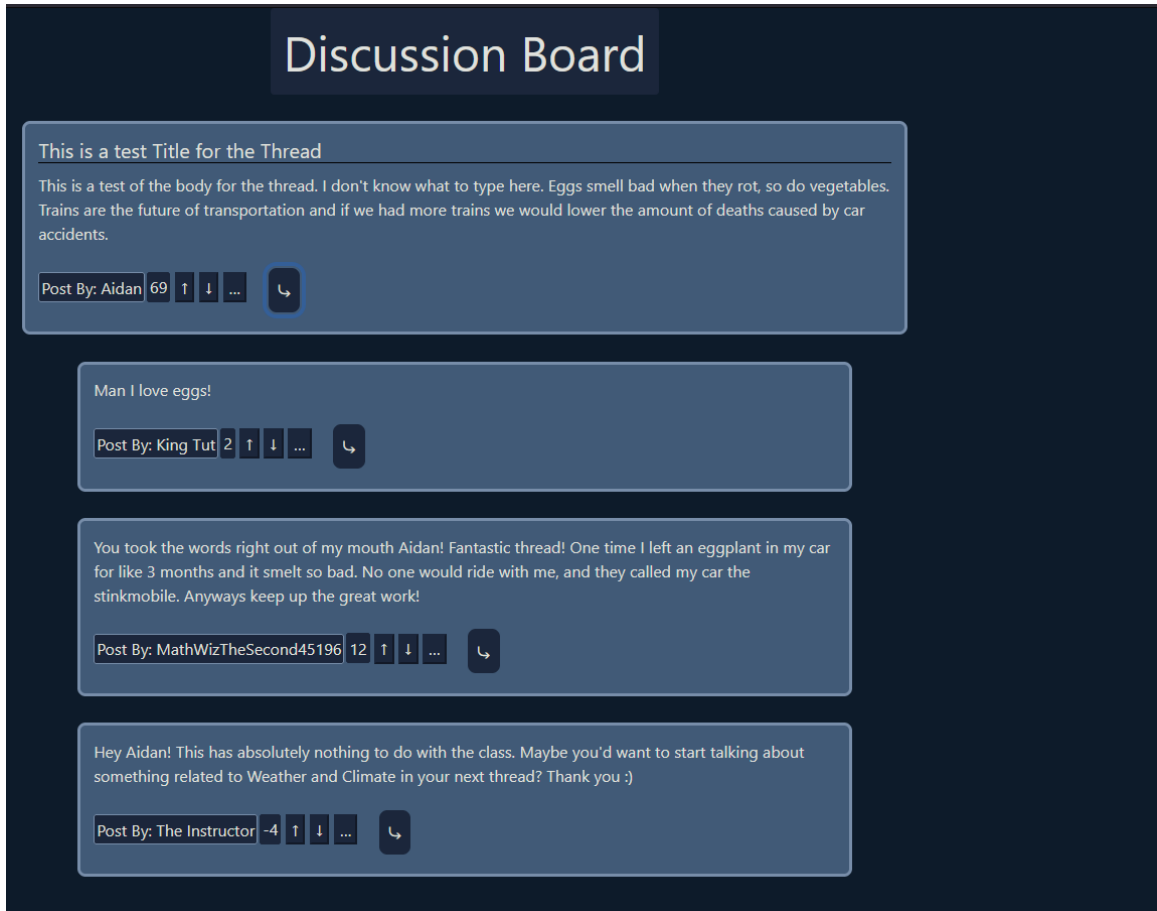 Discussion Board
This is a test Title for the Thread
This is a test of the body for the thread. I don't know what to type here. Eggs smell bad when they rot, so do vegetables.
Trains are the future of transportation and if we had more trains we would lower the amount of deaths caused by car
accidents.
Post By: Aidan 69 ↑ ↓ ... ⤷
Man I love eggs!
Post By: King Tut 2 ↑ ↓ ... ⤷
You took the words right out of my mouth Aidan! Fantastic thread! One time I left an eggplant in my car
for like 3 months and it smelt so bad. No one would ride with me, and they called my car the
stinkmobile. Anyways keep up the great work!
Post By: MathWizTheSecond45196 12 ↑ ↓ ... ⤷
Hey Aidan! This has absolutely nothing to do with the class. Maybe you'd want to start talking about
something related to Weather and Climate in your next thread? Thank you :)
Post By: The Instructor -4 ↑ ↓ ... ⤷